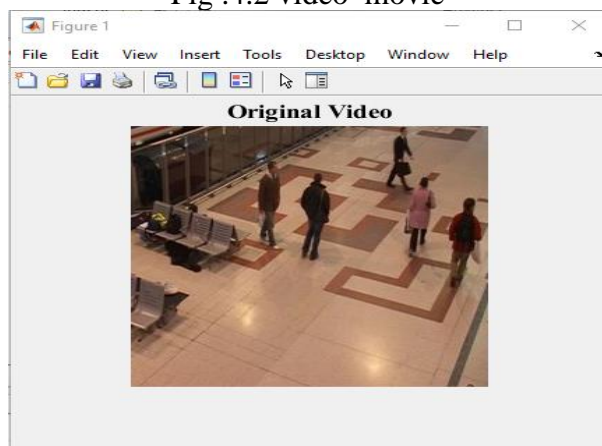 Fig .4.2 video movie
Figure 1
File Edit View Insert Tools Desktop Window Help
Original Video